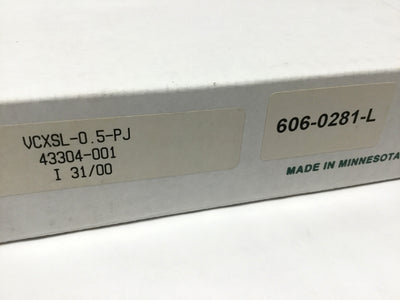 VCXSL-0.5-PJ
43304-001
I 31/00
606-0281-L
MADE IN MINNESOTA